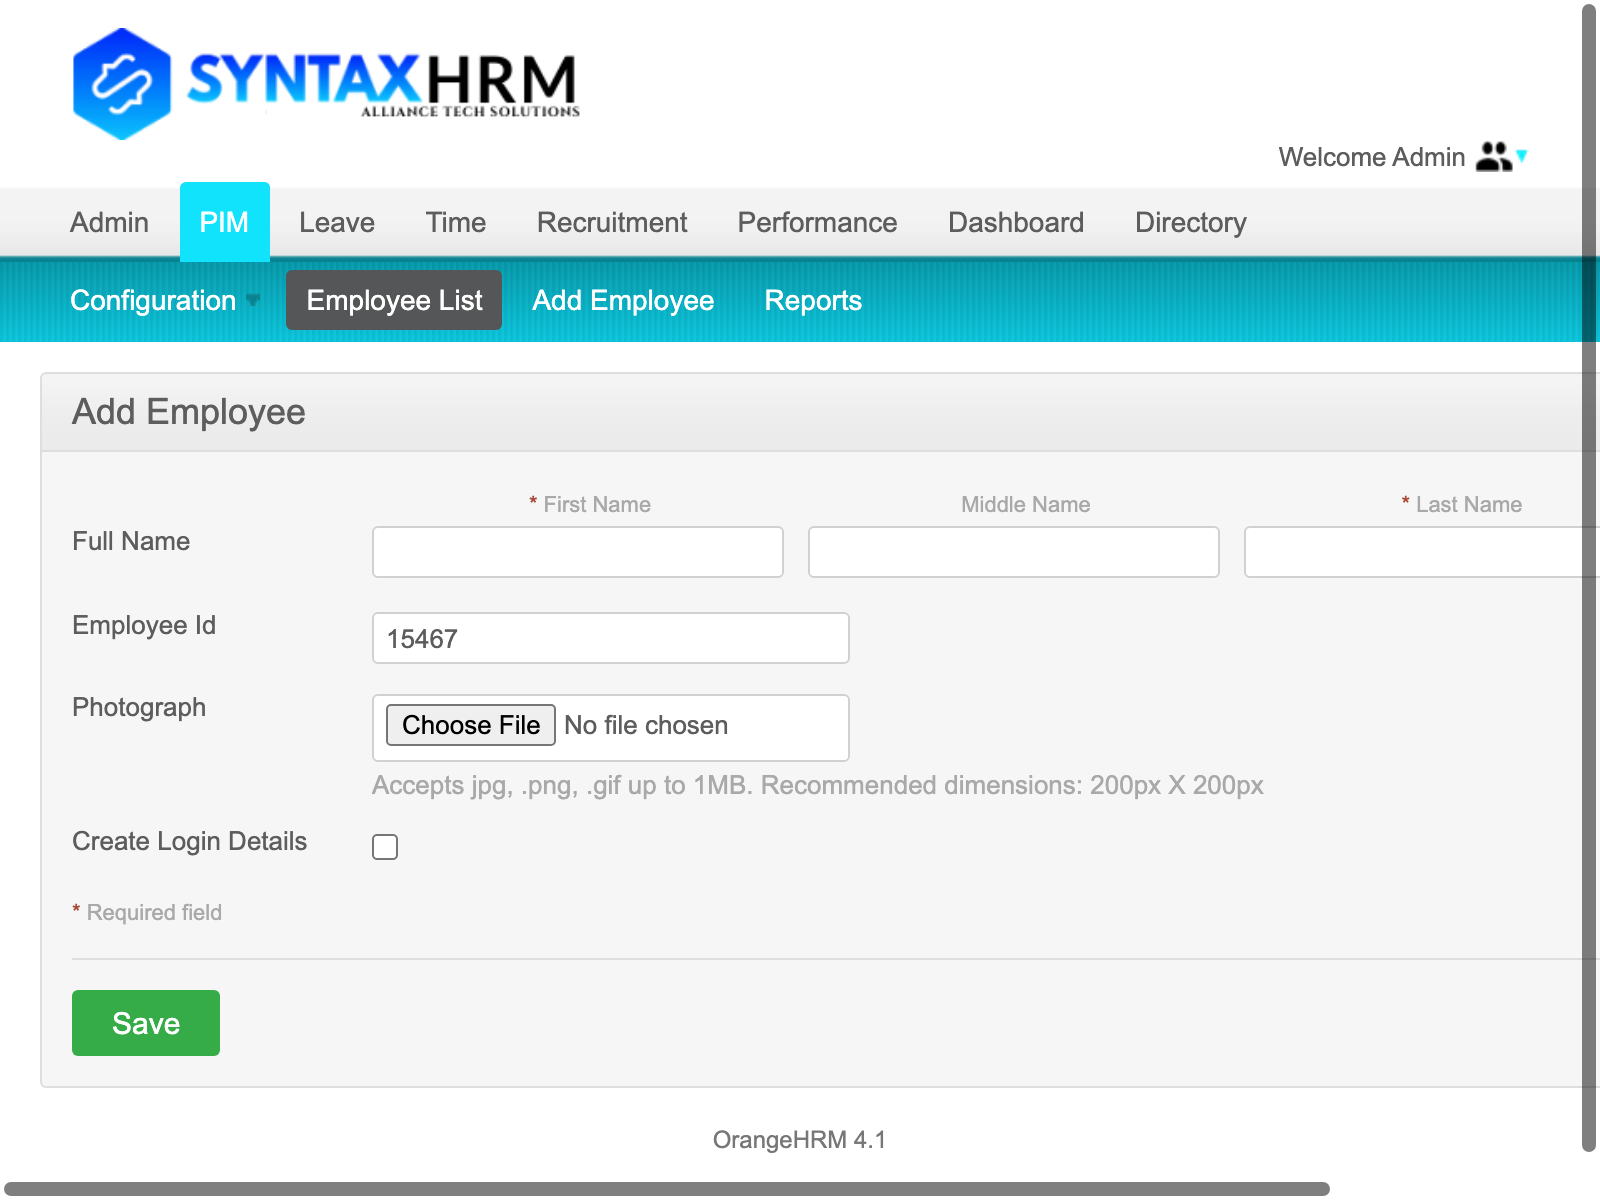 SYNTAXHRM
ALLIANCE TECH SOLUTIONS
Welcome Admin
Admin PIM Leave Time Recruitment Performance Dashboard Directory
Configuration Employee List Add Employee Reports
Add Employee
* First Name Middle Name * Last Name
Full Name
Employee Id 15467
Photograph Choose File No file chosen
Accepts jpg, .png, .gif up to 1MB. Recommended dimensions: 200px X 200px
Create Login Details
* Required field
Save
OrangeHRM 4.1